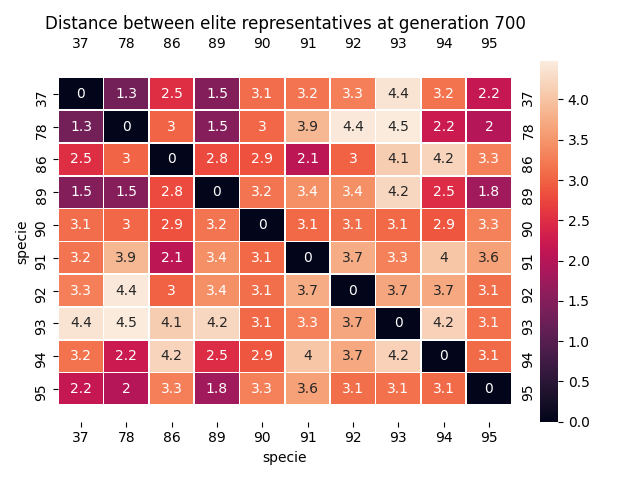 Distance between elite representatives at generation 700
37 78 86 89 90 91 92 93 94 95
37 0 1.3 2.5 1.5 3.1 3.2 3.3 4.4 3.2 2.2 37
78 1.3 0 3 1.5 3 3.9 4.4 4.5 2.2 2 78
86 2.5 3 0 2.8 2.9 2.1 3 4.1 4.2 3.3 86
89 1.5 1.5 2.8 0 3.2 3.4 3.4 4.2 2.5 1.8 89
90 3.1 3 2.9 3.2 0 3.1 3.1 3.1 2.9 3.3 90
91 3.2 3.9 2.1 3.4 3.1 0 3.7 3.3 4 3.6 91
92 3.3 4.4 3 3.4 3.1 3.7 0 3.7 3.7 3.1 92
93 4.4 4.5 4.1 4.2 3.1 3.3 3.7 0 4.2 3.1 93
94 3.2 2.2 4.2 2.5 2.9 4 3.7 4.2 0 3.1 94
95 2.2 2 3.3 1.8 3.3 3.6 3.1 3.1 3.1 0 95
37 78 86 89 90 91 92 93 94 95
specie
specie
4.0
3.5
3.0
2.5
2.0
1.5
1.0
0.5
0.0